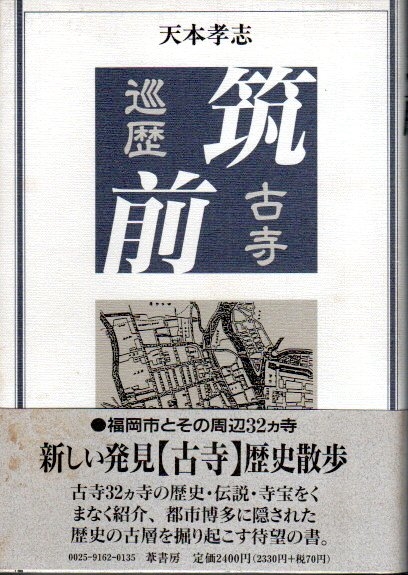 天本孝志
筑前
古寺
巡歴
●福岡市とその周辺32ヵ寺
新しい発見【古寺】歴史散歩
古寺32ヵ寺の歴史・伝説・寺宝をく
まなく紹介、都市博多に隠された
歴史の古層を掘り起こす待望の書。
0025-9162-0135 葦書房 定価2400円(2330円+税70円)